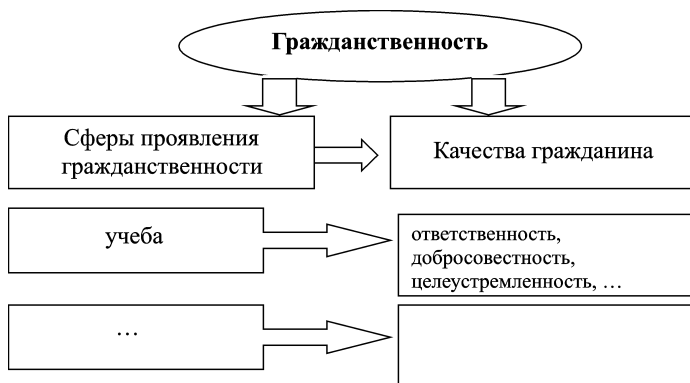 Гражданственность
Сферы проявления
гражданственности
Качества гражданина
учеба
ответственность,
добросовестность,
целеустремленность, …
…